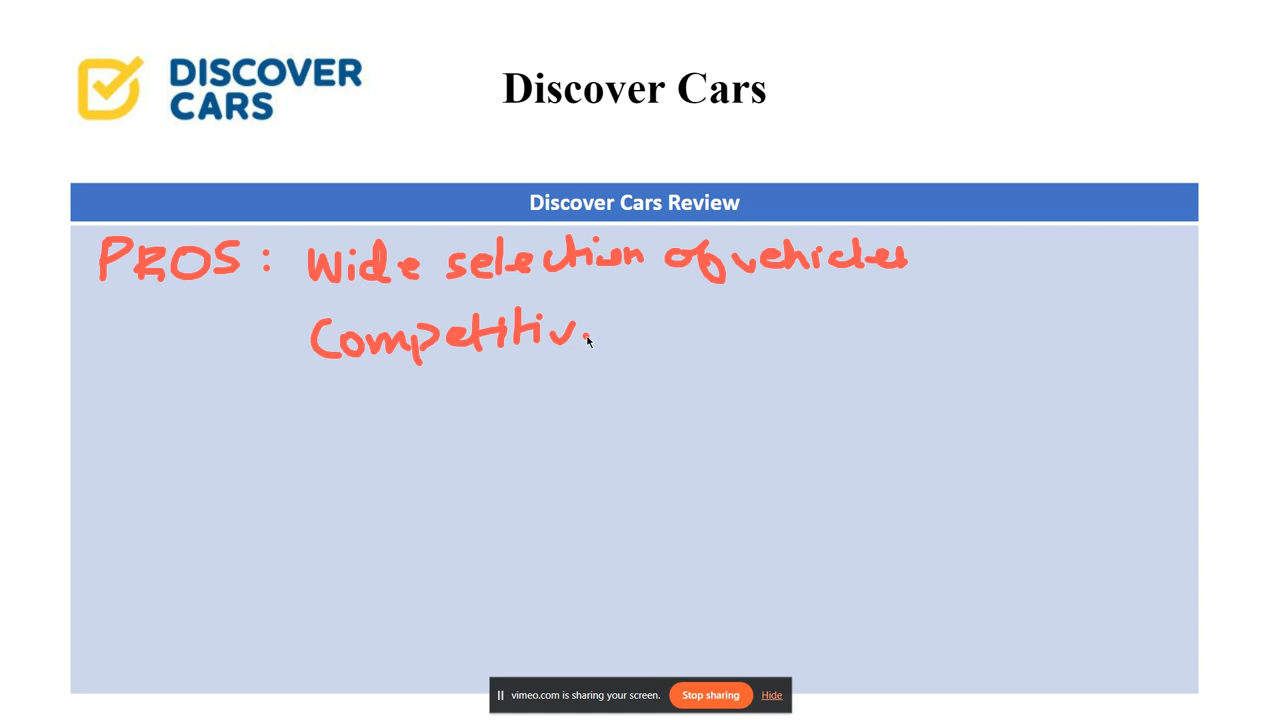 DISCOVER
CARS
Discover Cars
Discover Cars Review
PROS : Wide selection of vehicles
Competitiv
vimeo.com is sharing your screen. Stop sharing Hide